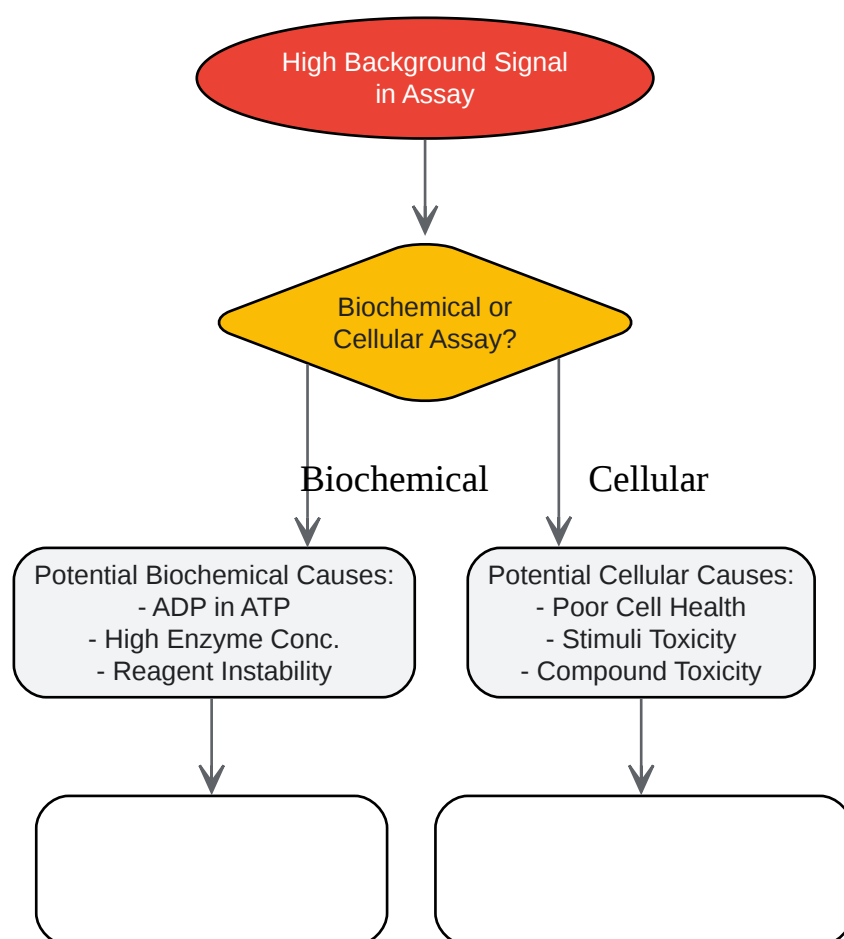 High Background Signal
in Assay
Biochemical or
Cellular Assay?
Biochemical
Cellular
Potential Biochemical Causes:
- ADP in ATP
- High Enzyme Conc.
- Reagent Instability
Potential Cellular Causes:
- Poor Cell Health
- Stimuli Toxicity
- Compound Toxicity